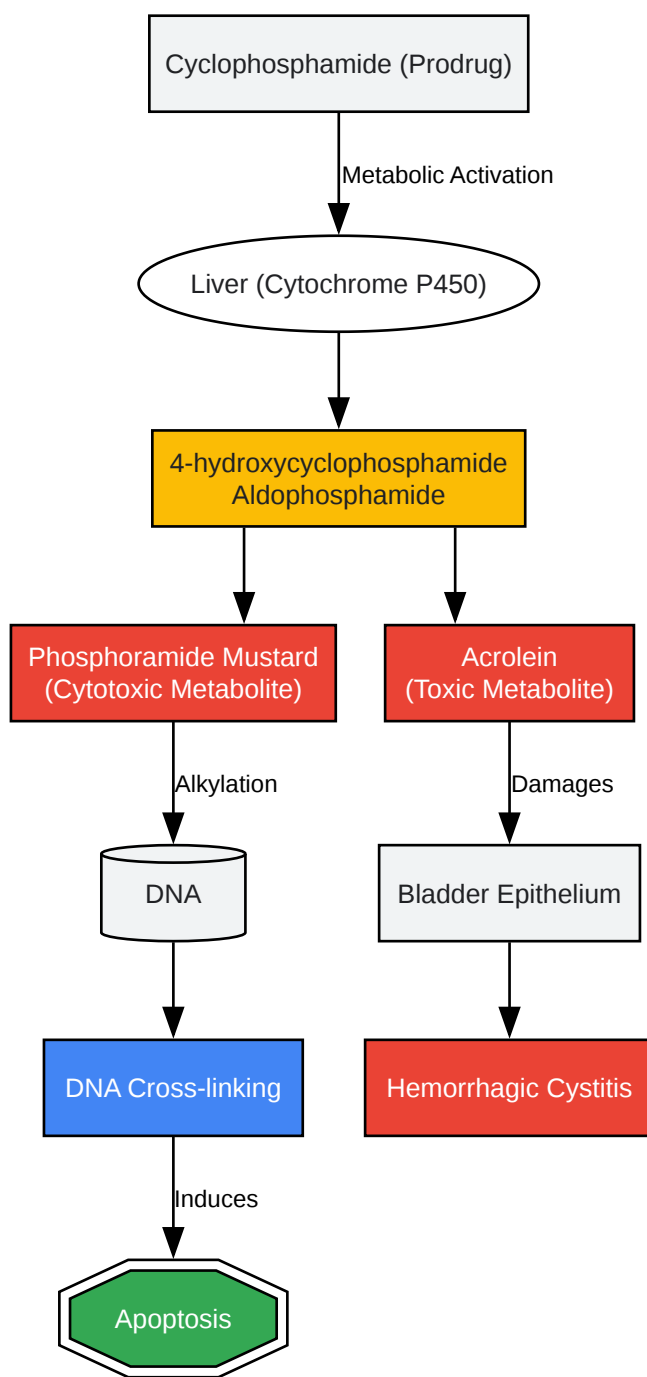 Cyclophosphamide (Prodrug)
Metabolic Activation
Liver (Cytochrome P450)
4-hydroxycyclophosphamide
Aldophosphamide
Phosphoramide Mustard
(Cytotoxic Metabolite)
Acrolein
(Toxic Metabolite)
Alkylation
Damages
DNA
Bladder Epithelium
DNA Cross-linking
Hemorrhagic Cystitis
Induces
Apoptosis